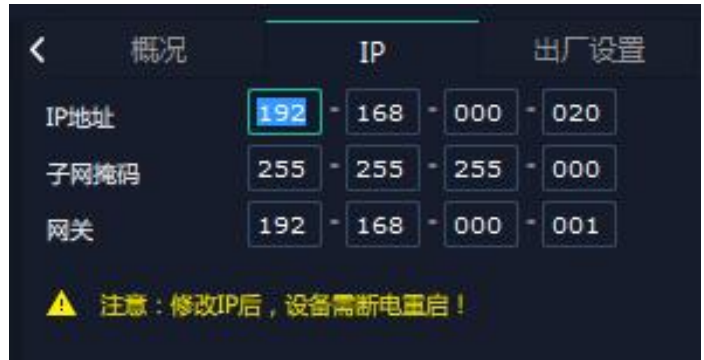 概况 IP 出厂设置
IP地址 192 - 168 - 000 - 020
子网掩码 255 - 255 - 255 - 000
网关 192 - 168 - 000 - 001
注意：修改IP后，设备需断电重启！